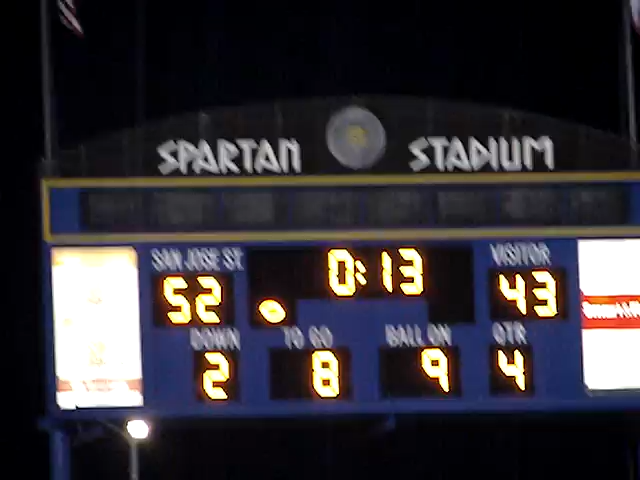 SPARTAN STADIUM
SAN JOSE ST. 0:13 VISITOR
52 43
DOWN TO GO BALL ON QTR
2 8 9 4